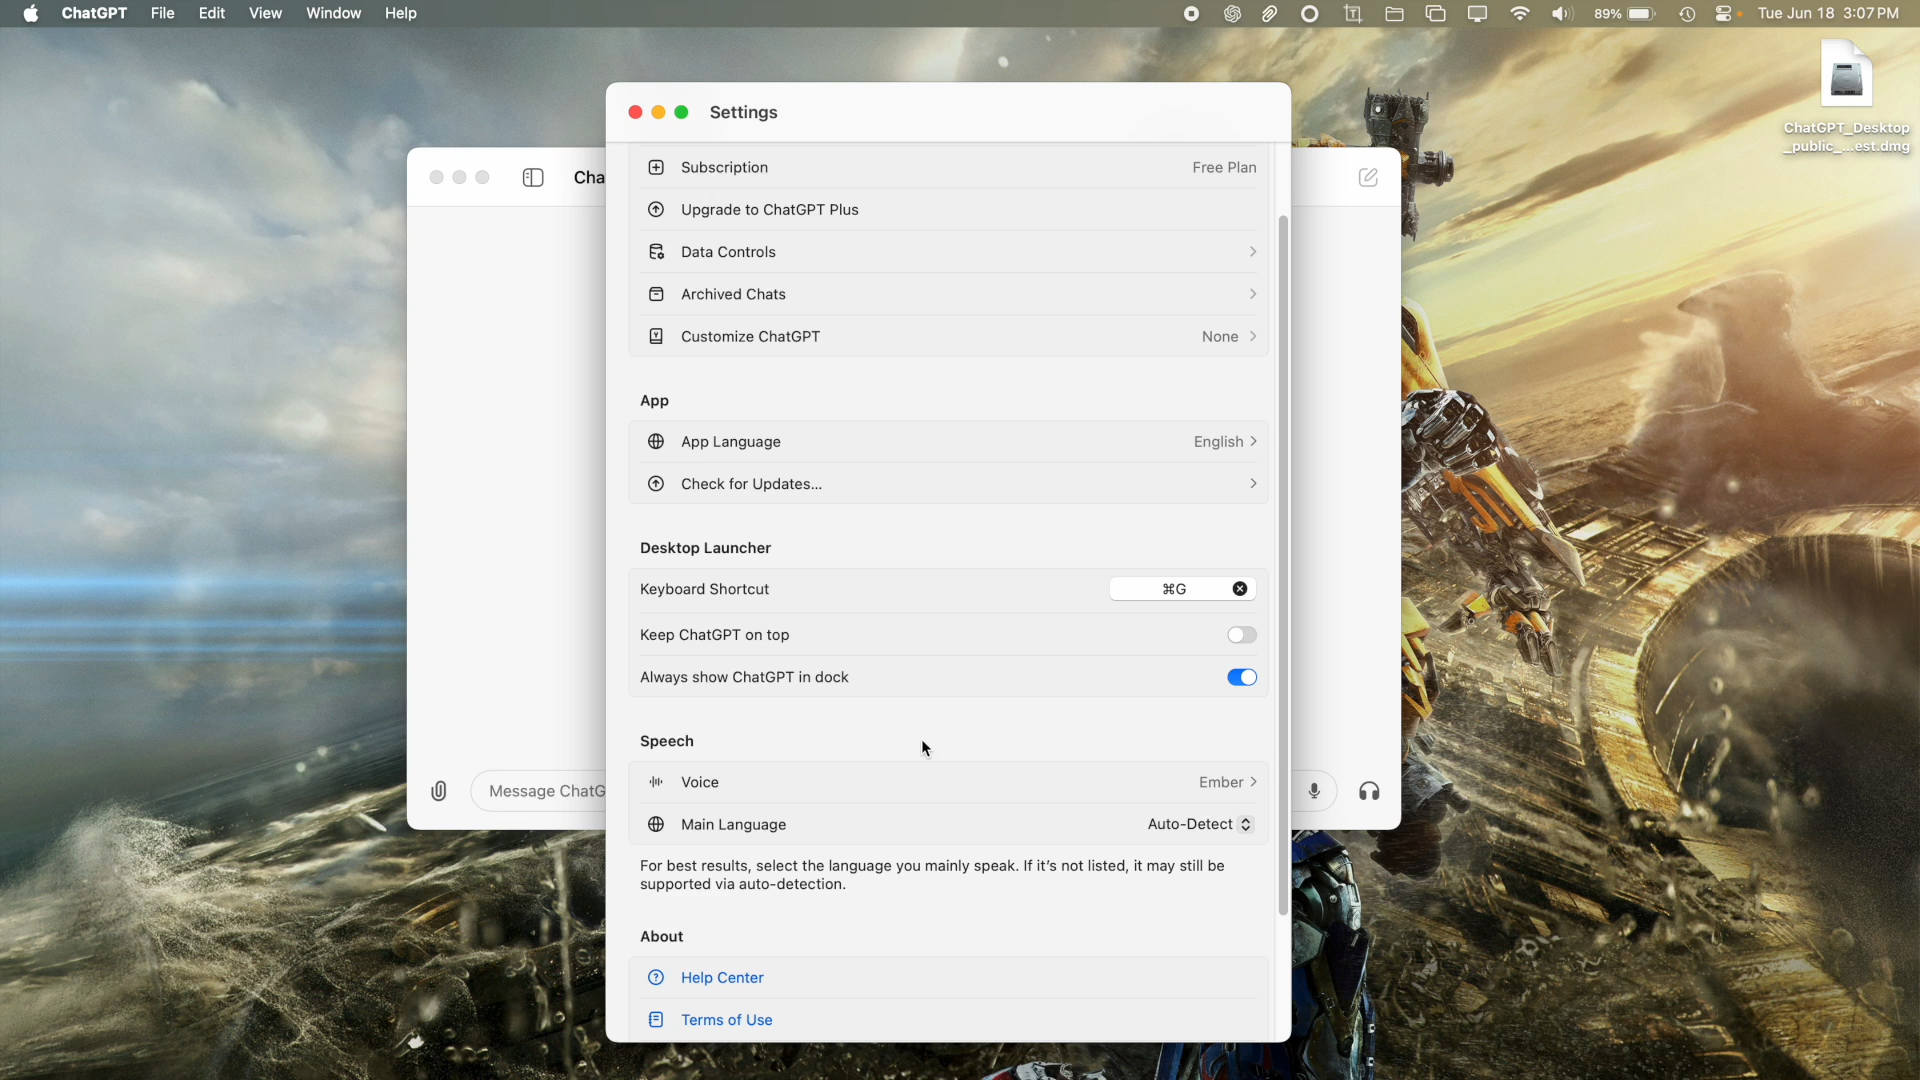 ChatGPT File Edit View Window Help 89% Tue Jun 18 3:07 PM
ChatGPT_Desktop
_public_...est.dmg
Settings
Cha
Subscription Free Plan
Upgrade to ChatGPT Plus
Data Controls
Archived Chats
Customize ChatGPT None
App
App Language English
Check for Updates...
Desktop Launcher
Keyboard Shortcut ⌘G
Keep ChatGPT on top
Always show ChatGPT in dock
Speech
Voice Ember
Message ChatG
Main Language Auto-Detect
For best results, select the language you mainly speak. If it's not listed, it may still be
supported via auto-detection.
About
Help Center
Terms of Use